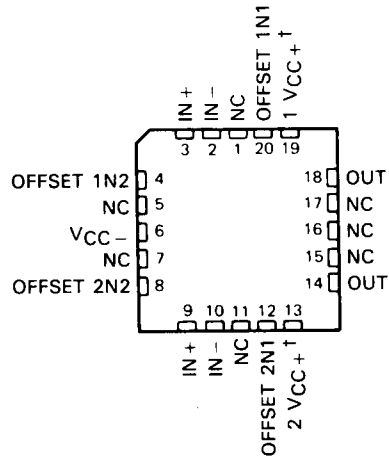 IN+
IN−
NC
OFFSET 1N1
1 VCC+†
3
2
1
20
19
OFFSET 1N2
4
18
OUT
NC
5
17
NC
VCC−
6
16
NC
NC
7
15
NC
OFFSET 2N2
8
14
OUT
9
10
11
12
13
IN+
IN−
NC
OFFSET 2N1
2 VCC+†